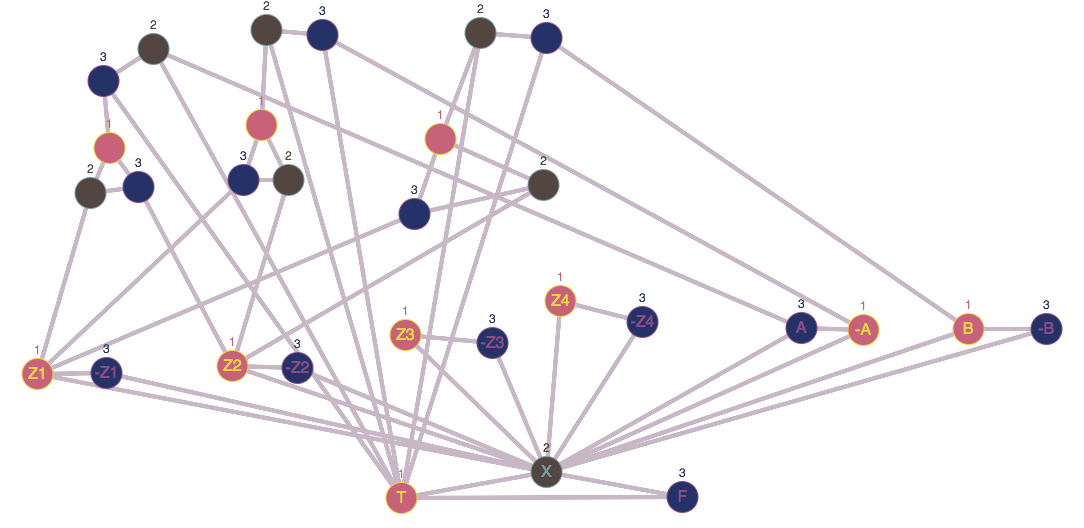 2 3 2 3
2
3
1 1
1
2 3 3 2 2
3
Z4 1 -Z4 3
Z3 1 -Z3 3 A 3 -A 1 B 1 -B 3
Z1 1 -Z1 3 Z2 1 -Z2 3
X 2
T 1 F 3